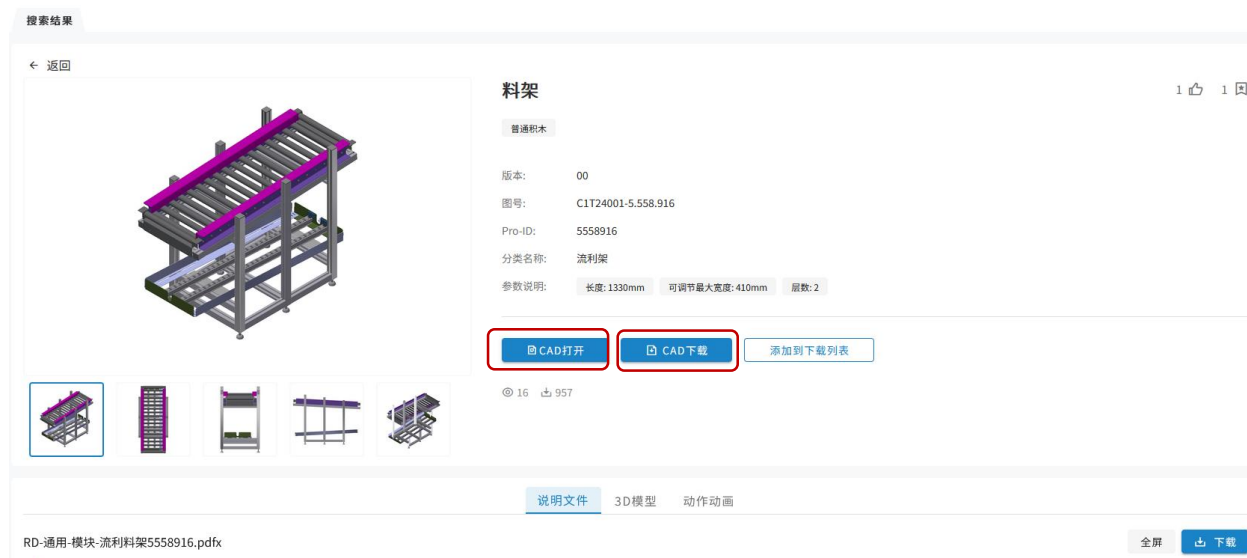 搜索结果
← 返回
料架
1 1
普通积木
版本: 00
图号: C1T24001-5.558.916
Pro-ID: 5558916
分类名称: 流利架
参数说明: 长度: 1330mm 可调节最大宽度: 410mm 层数: 2
CAD打开 CAD下载 添加到下载列表
16 957
说明文件 3D模型 动作动画
RD-通用-模块-流利料架5558916.pdfx 全屏 下载